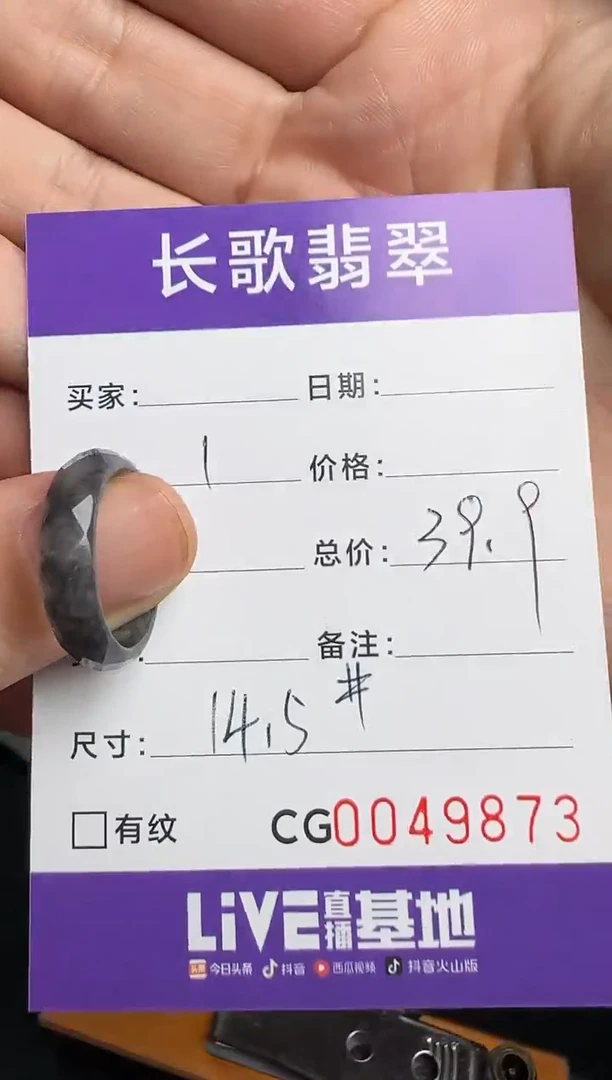 长歌翡翠
买家: 日期:
1 价格:
总价: 39.9
备注:
尺寸: 14.5#
有纹 CG0049873
LiVE直播基地
头条 今日头条 抖音 西瓜视频 抖音火山版